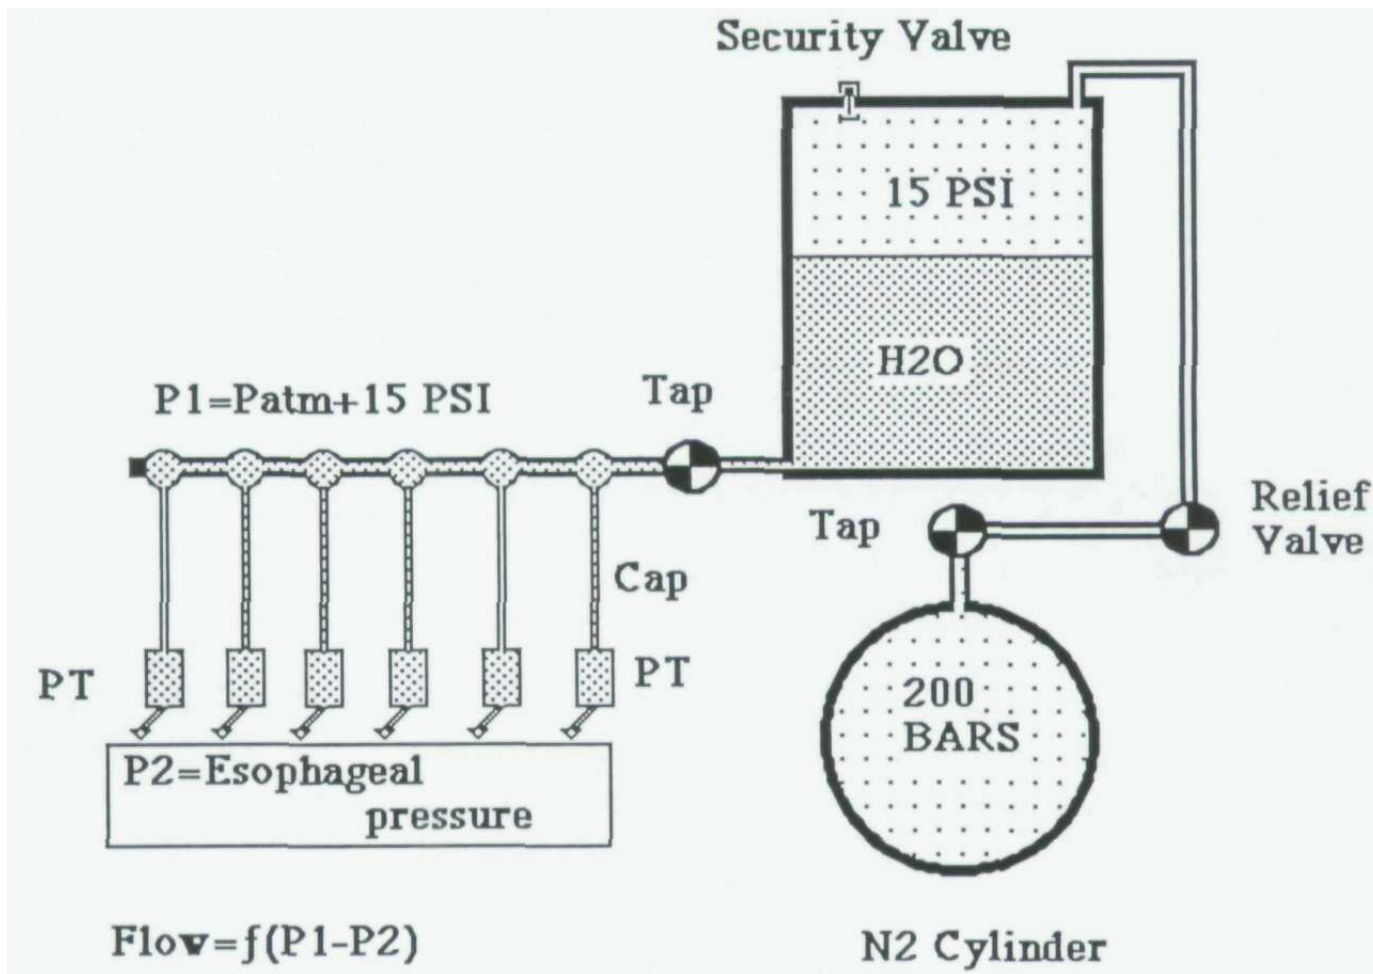 Security Valve
15 PSI
H2O
P1=Patm+15 PSI
Tap
Tap
Relief
Valve
Cap
PT
PT
200
BARS
P2=Esophageal
pressure
Flow=ƒ(P1-P2)
N2 Cylinder